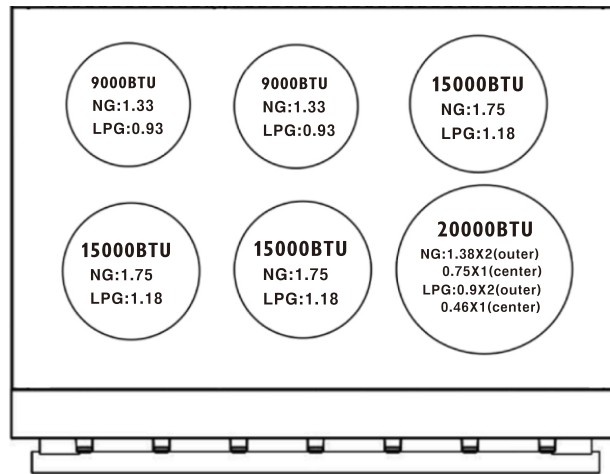 9000BTU
NG:1.33
LPG:0.93
9000BTU
NG:1.33
LPG:0.93
15000BTU
NG:1.75
LPG:1.18
15000BTU
NG:1.75
LPG:1.18
15000BTU
NG:1.75
LPG:1.18
20000BTU
NG:1.38X2(outer)
0.75X1(center)
LPG:0.9X2(outer)
0.46X1(center)